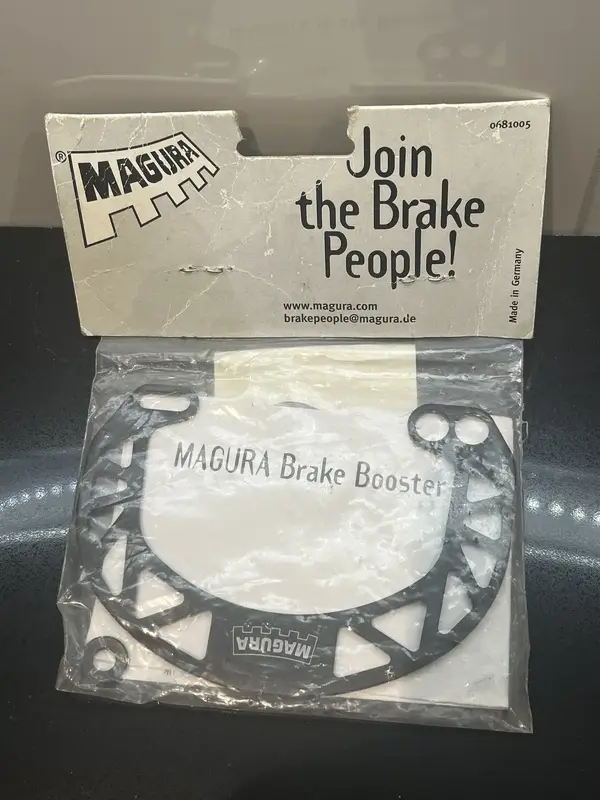 ® MAGURA
0681005
Join
the Brake
People!
www.magura.com
brakepeople@magura.de
Made in Germany
MAGURA Brake Booster
MAGURA